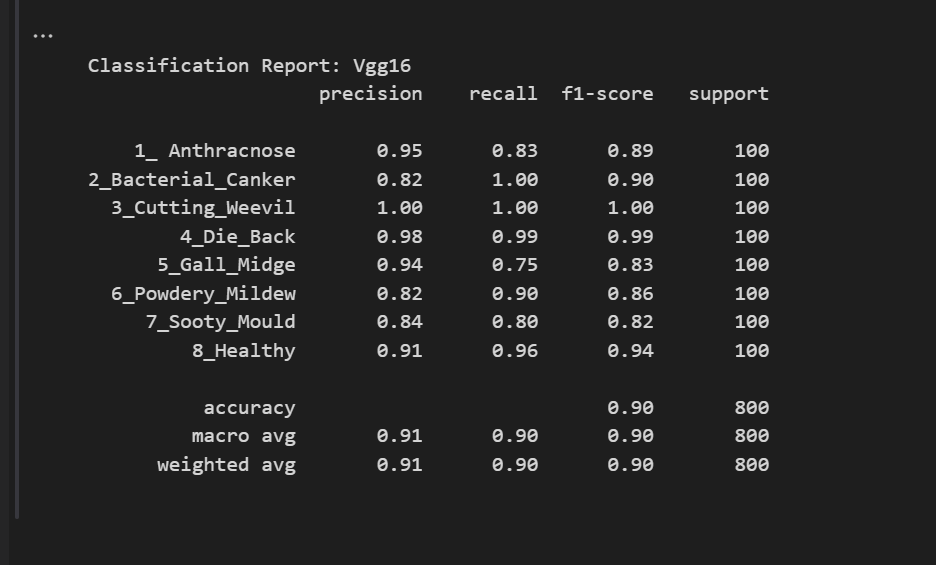 ...
Classification Report: Vgg16
precision recall f1-score support
1_ Anthracnose 0.95 0.83 0.89 100
2_Bacterial_Canker 0.82 1.00 0.90 100
3_Cutting_Weevil 1.00 1.00 1.00 100
4_Die_Back 0.98 0.99 0.99 100
5_Gall_Midge 0.94 0.75 0.83 100
6_Powdery_Mildew 0.82 0.90 0.86 100
7_Sooty_Mould 0.84 0.80 0.82 100
8_Healthy 0.91 0.96 0.94 100
accuracy 0.90 800
macro avg 0.91 0.90 0.90 800
weighted avg 0.91 0.90 0.90 800